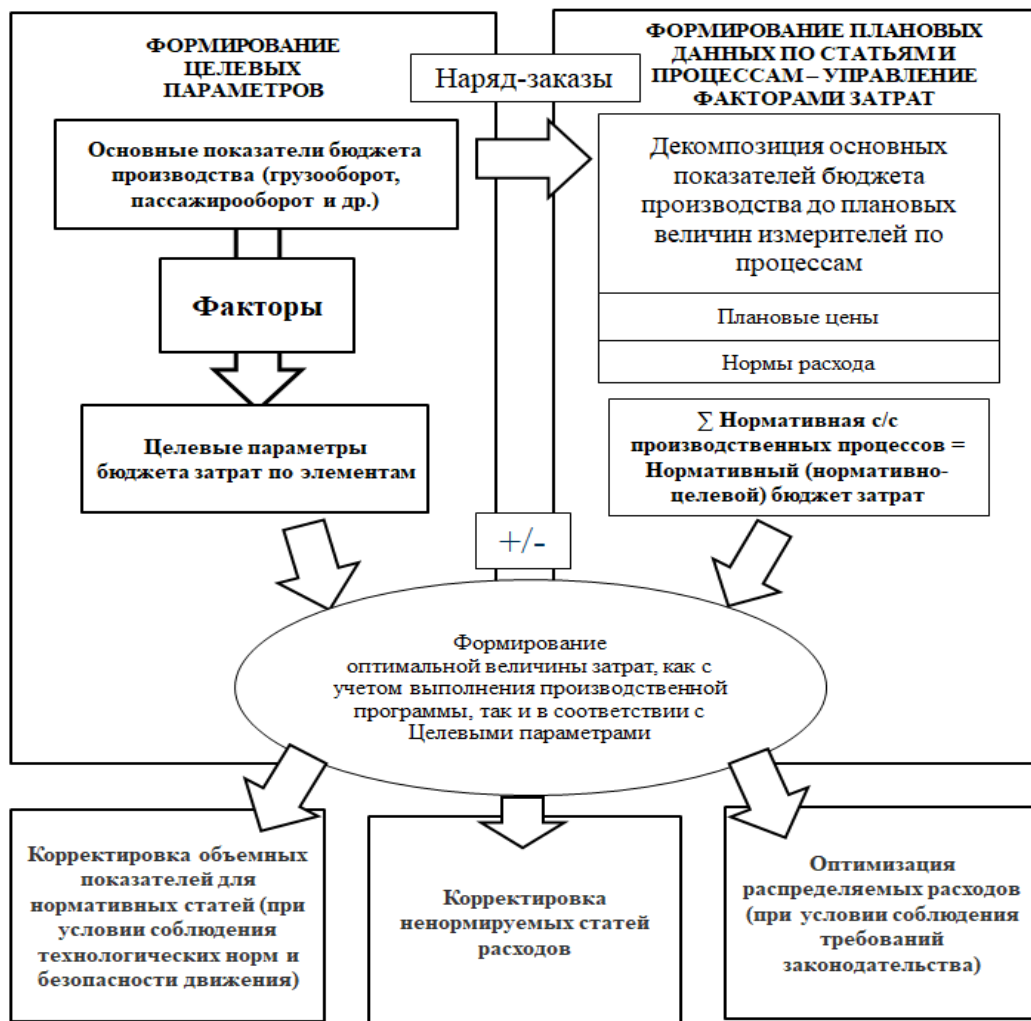 ФОРМИРОВАНИЕ
ЦЕЛЕВЫХ
ПАРАМЕТРОВ
Наряд-заказы
ФОРМИРОВАНИЕ ПЛАНОВЫХ
ДАННЫХ ПО СТАТЬЯМ И
ПРОЦЕССАМ – УПРАВЛЕНИЕ
ФАКТОРАМИ ЗАТРАТ
Основные показатели бюджета
производства (грузооборот,
пассажирооборот и др.)
Декомпозиция основных
показателей бюджета
производства до плановых
величин измерителей по
процессам
Факторы
Плановые цены
Нормы расхода
Целевые параметры
бюджета затрат по элементам
∑ Нормативная с/с
производственных процессов =
Нормативный (нормативно-
целевой) бюджет затрат
+/-
Формирование
оптимальной величины затрат, как с
учетом выполнения производственной
программы, так и в соответствии с
Целевыми параметрами
Корректировка объемных
показателей для
нормативных статей (при
условии соблюдения
технологических норм и
безопасности движения)
Корректировка
ненормируемых статей
расходов
Оптимизация
распределяемых расходов
(при условии соблюдения
требований
законодательства)